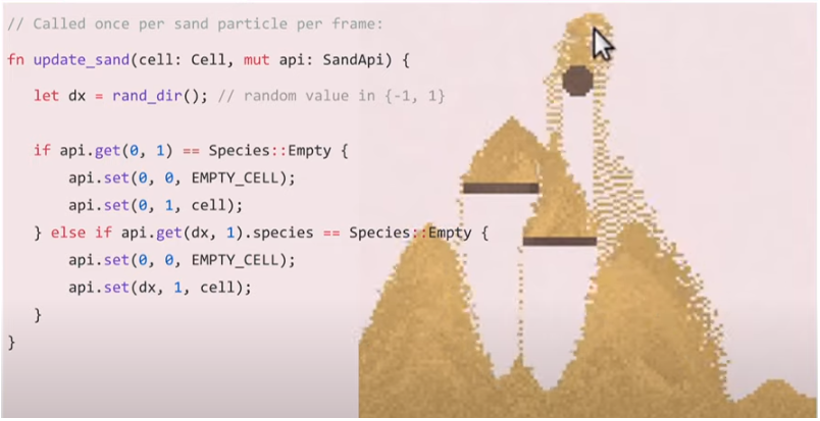 // Called once per sand particle per frame:
fn update_sand(cell: Cell, mut api: SandApi) {
let dx = rand_dir(); // random value in {-1, 1}
if api.get(0, 1) == Species::Empty {
api.set(0, 0, EMPTY_CELL);
api.set(0, 1, cell);
} else if api.get(dx, 1).species == Species::Empty {
api.set(0, 0, EMPTY_CELL);
api.set(dx, 1, cell);
}
}